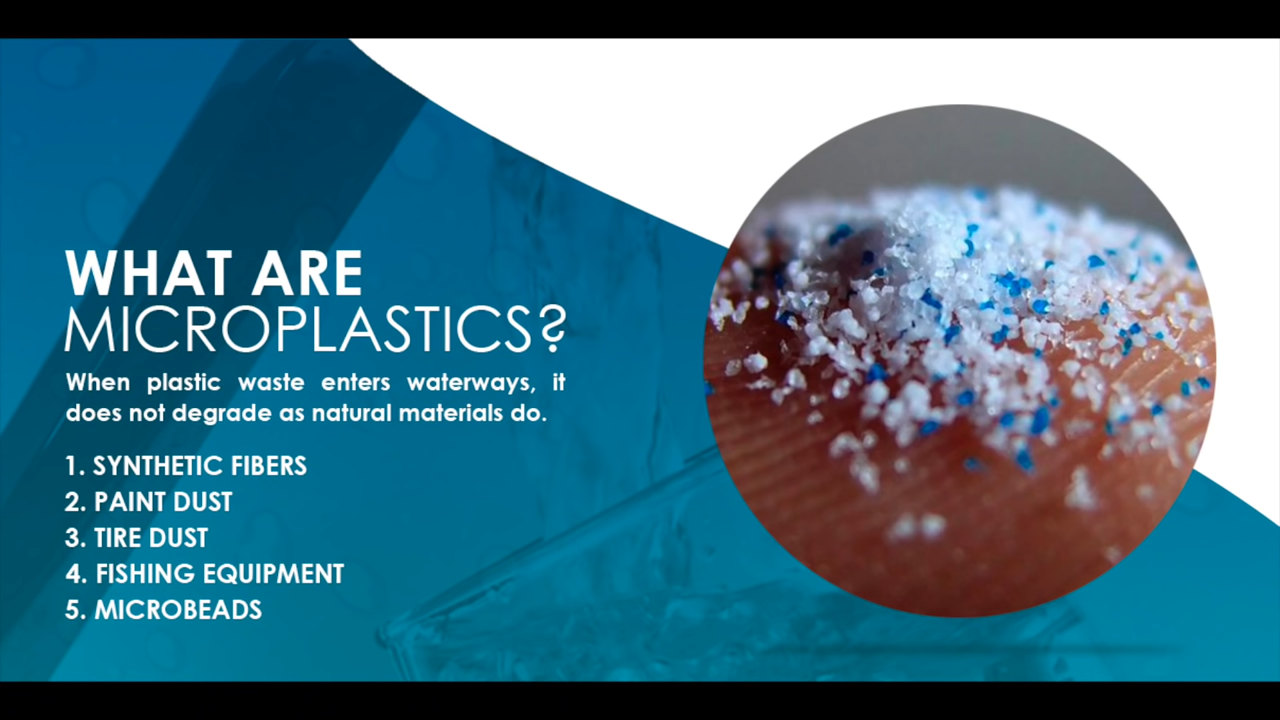 WHAT ARE
MICROPLASTICS?
When plastic waste enters waterways, it
does not degrade as natural materials do.
1. SYNTHETIC FIBERS
2. PAINT DUST
3. TIRE DUST
4. FISHING EQUIPMENT
5. MICROBEADS